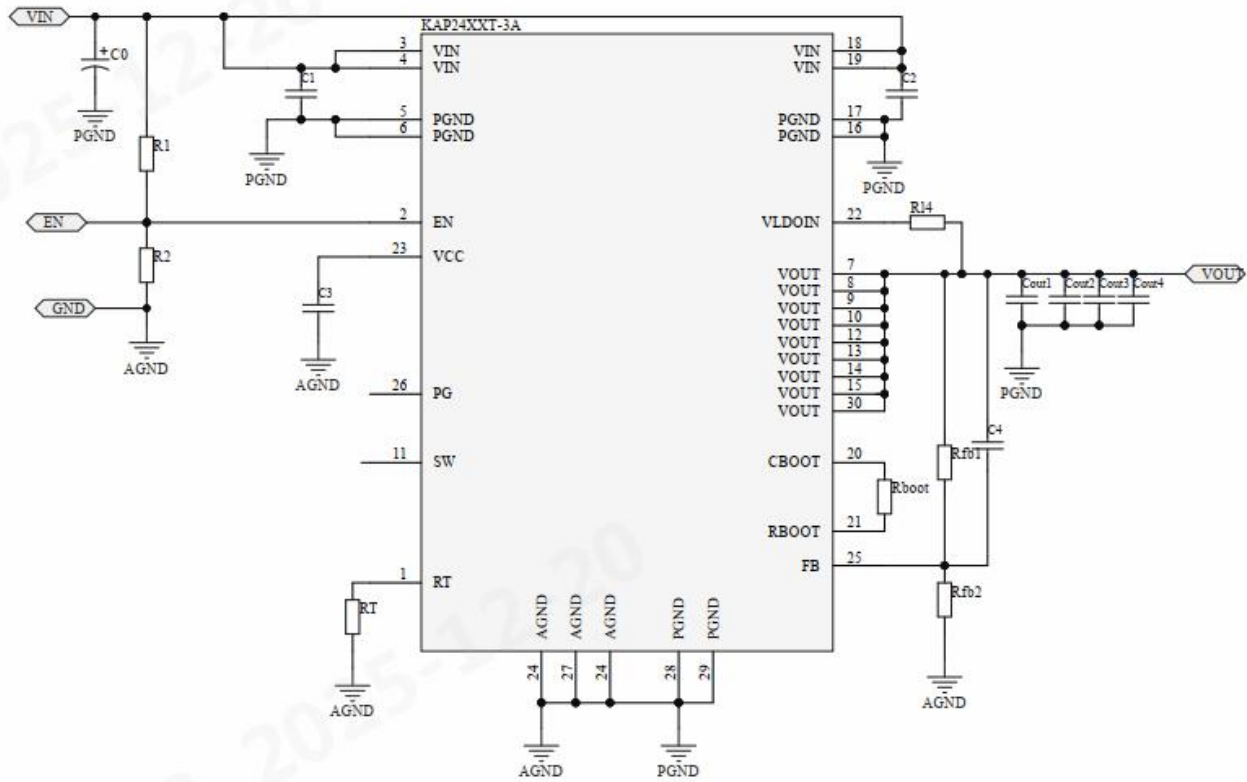 VIN
C0
PGND
R1
EN
R2
GND
AGND
C1
PGND
C3
AGND
RT
AGND
KAP24XXT-3A
3 VIN
4 VIN
5 PGND
6 PGND
2 EN
23 VCC
26 PG
11 SW
1 RT
VIN 18
VIN 19
PGND 17
PGND 16
VLDOIN 22
VOUT 7
VOUT 8
VOUT 9
VOUT 10
VOUT 12
VOUT 13
VOUT 14
VOUT 15
VOUT 30
CBOOT 20
RBOOT 21
FB 25
AGND AGND AGND PGND PGND
24 27 24 28 29
AGND PGND
C2
PGND
R14
Cout1 Cout2 Cout3 Cout4
VOUT
PGND
C4
Rfb1
Rboot
Rfb2
AGND
2025-12-20